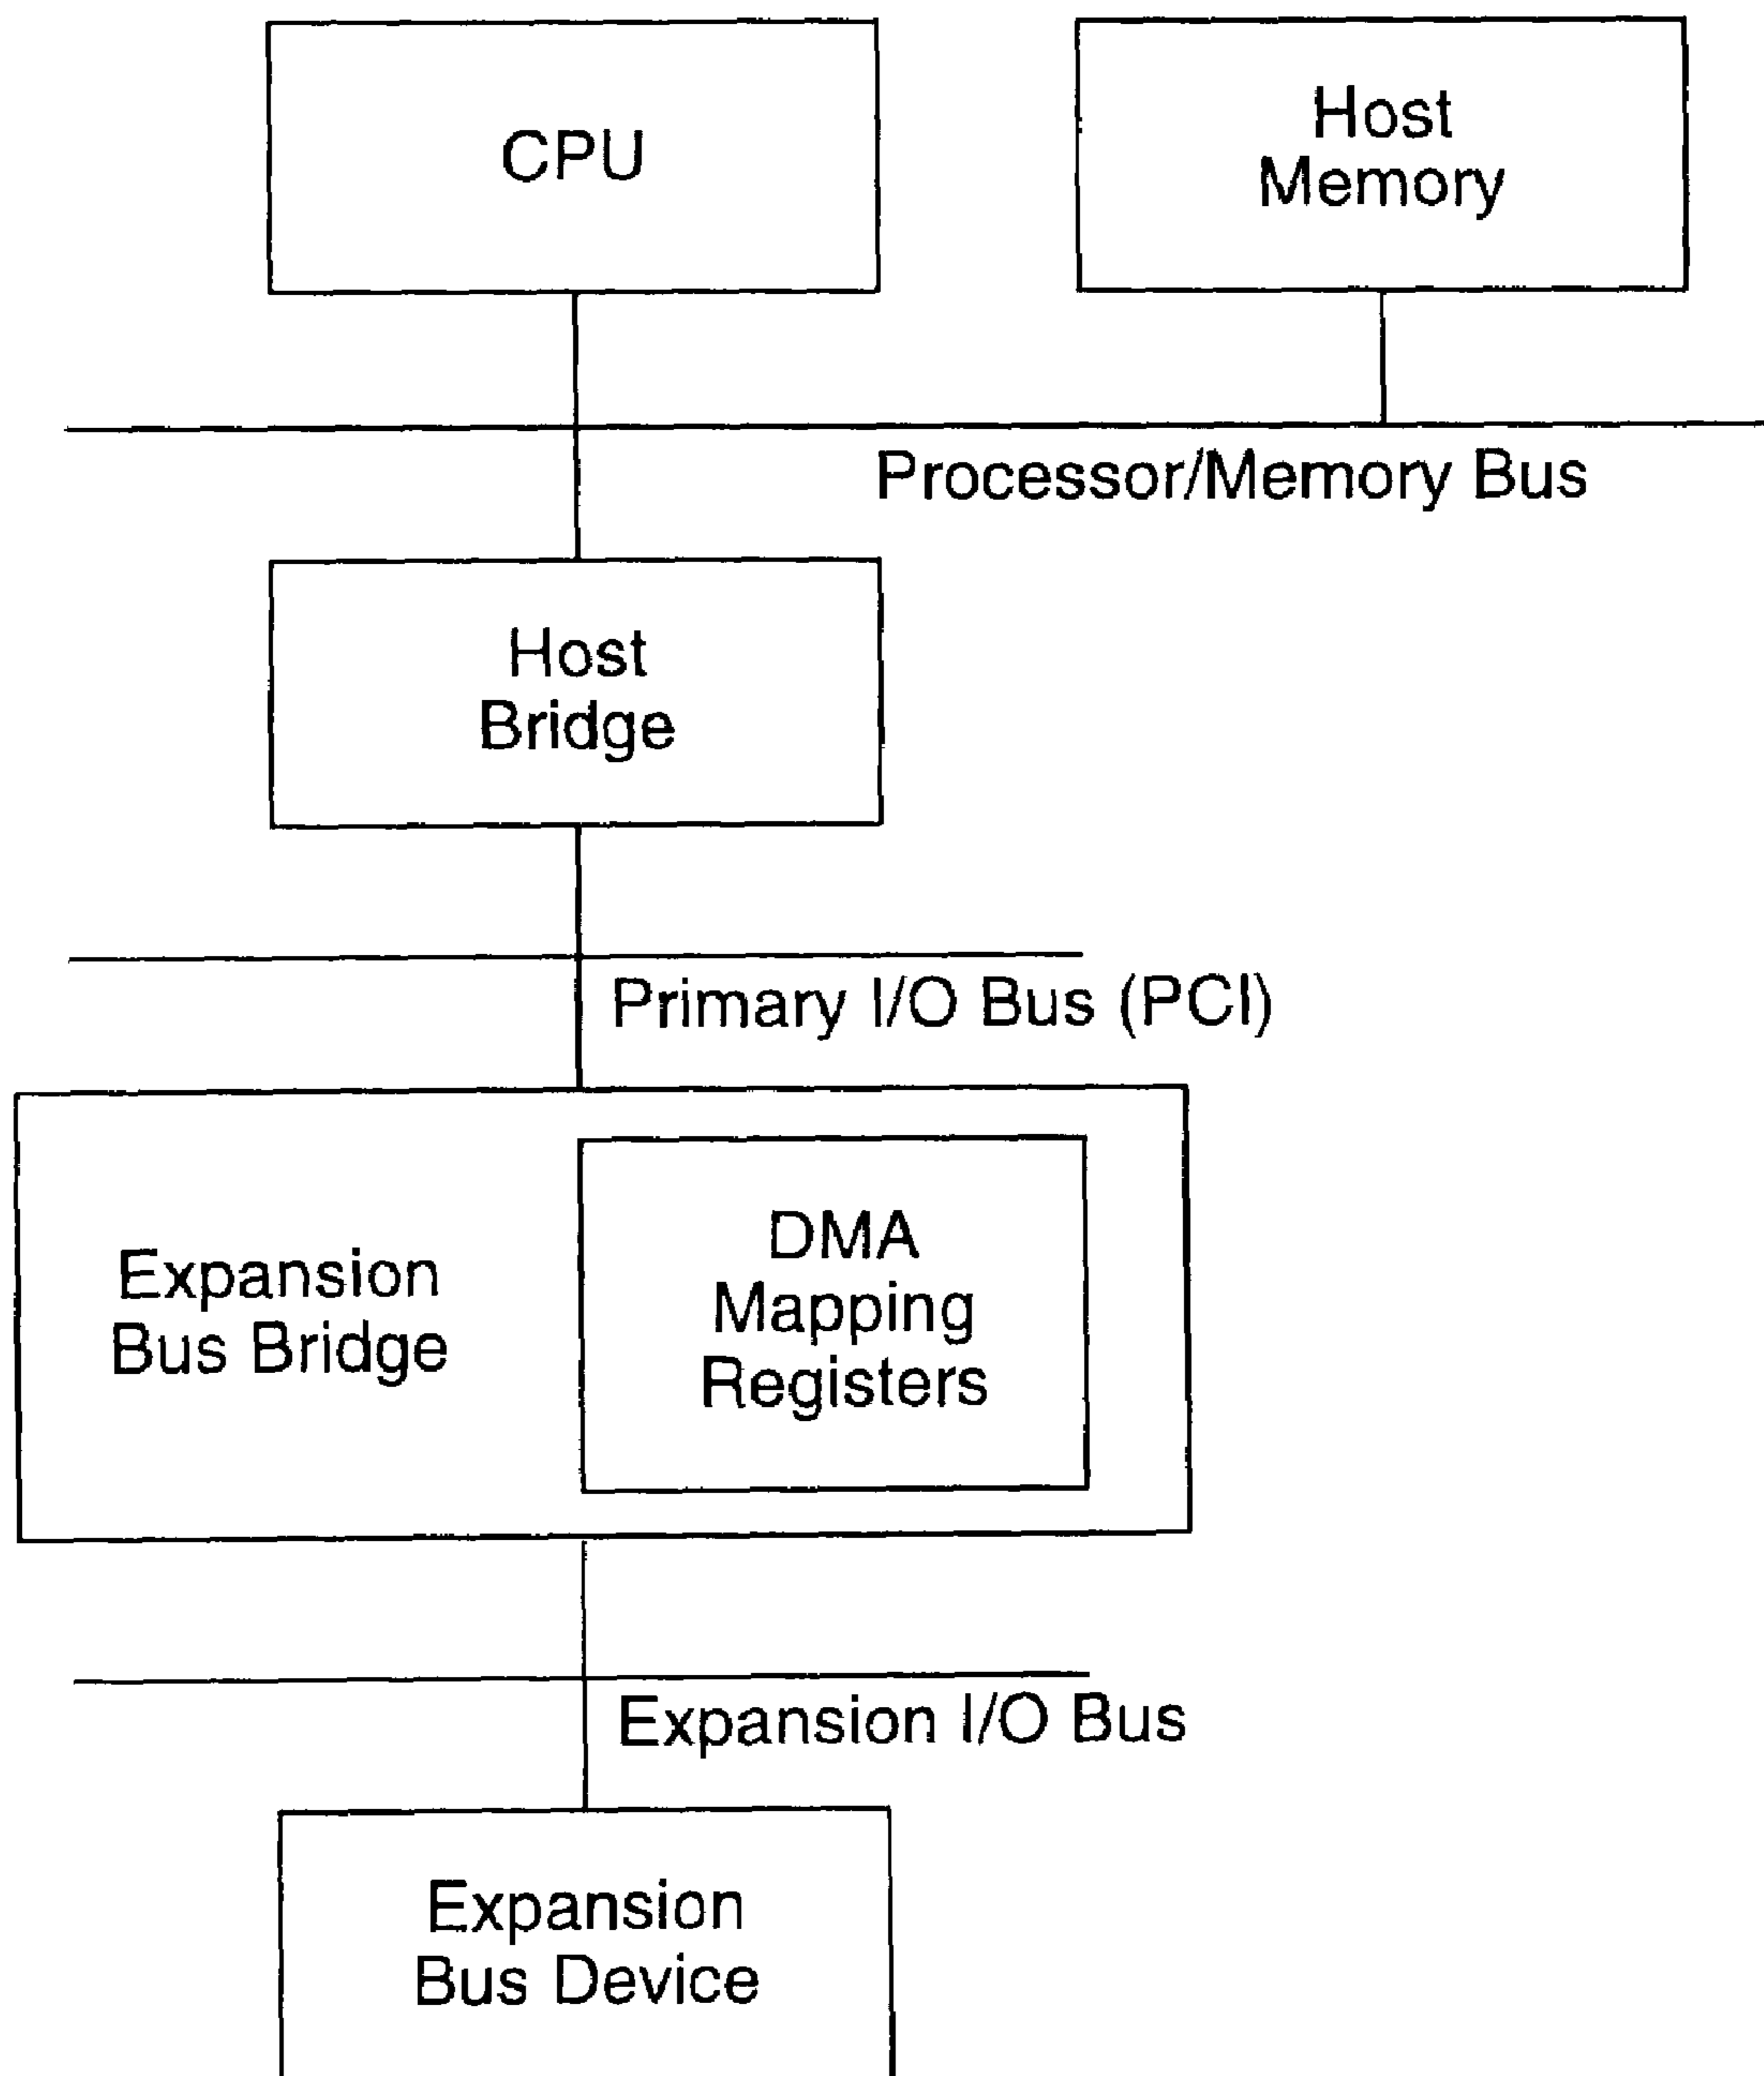 CPU
Host
Memory
Processor/Memory Bus
Host
Bridge
Primary I/O Bus (PCI)
Expansion
Bus Bridge
DMA
Mapping
Registers
Expansion I/O Bus
Expansion
Bus Device